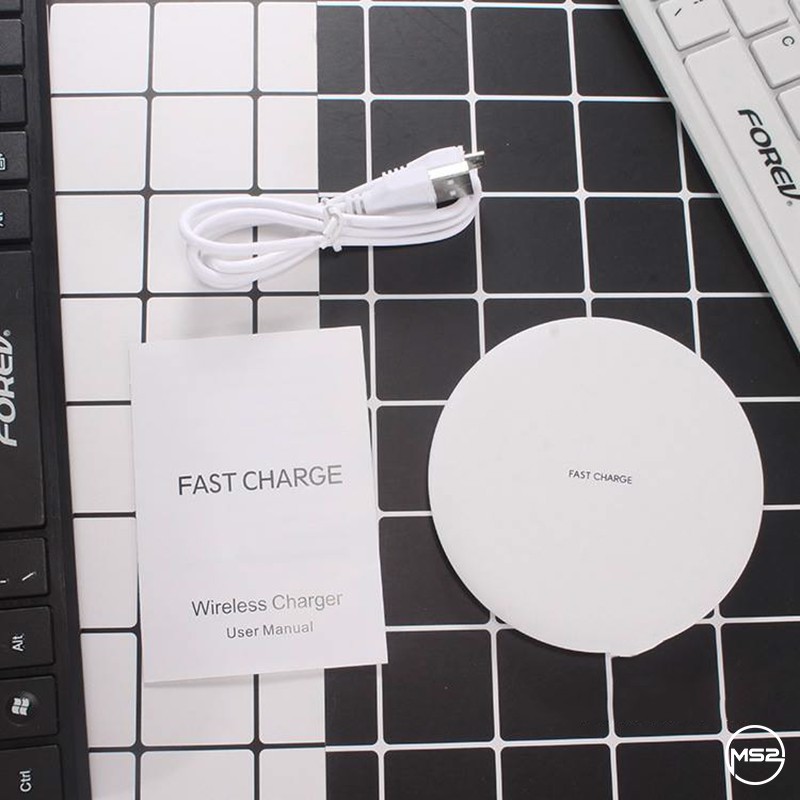 FOREV.
FOREV.
FAST CHARGE
FAST CHARGE
Wireless Charger
User Manual
Alt
Ctrl
C
MS2